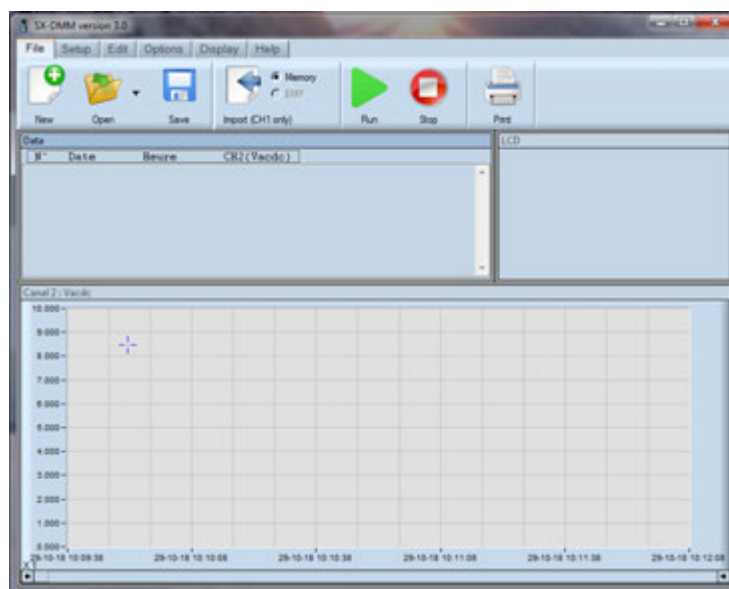 SX-DMM version 3.0
File Setup Edit Options Display Help
Memory
New Open Save Import (CH1 only) Run Stop Print
Data
LCD
N° Date Heure CH2(Vacdc)
Canal 2 : Vacdc
10.000
9.000
8.000
7.000
6.000
5.000
4.000
3.000
2.000
1.000
0.000
29-10-18 10:09:38 29-10-18 10:10:08 29-10-18 10:10:38 29-10-18 10:11:08 29-10-18 10:11:38 29-10-18 10:12:08